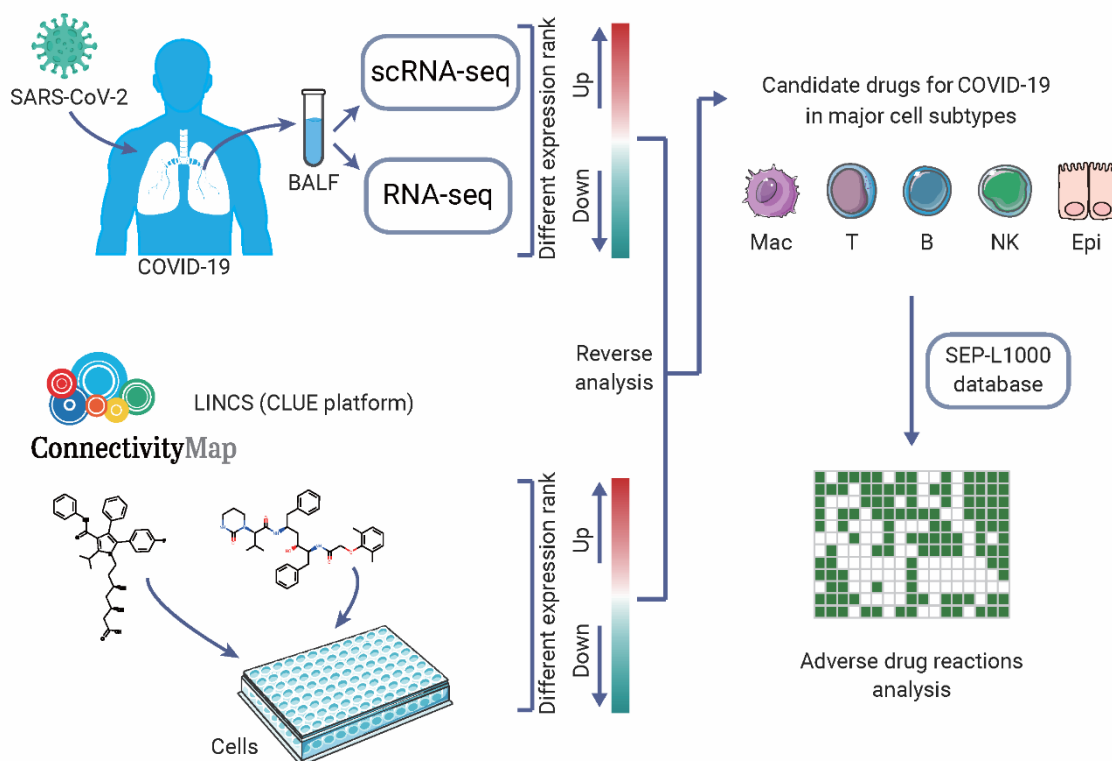 SARS-CoV-2
COVID-19
BALF
scRNA-seq
RNA-seq
Different expression rank
Up
Down
Candidate drugs for COVID-19
in major cell subtypes
Mac
T
B
NK
Epi
Reverse
analysis
SEP-L1000
database
LINCS (CLUE platform)
ConnectivityMap
Different expression rank
Up
Down
Cells
Adverse drug reactions
analysis